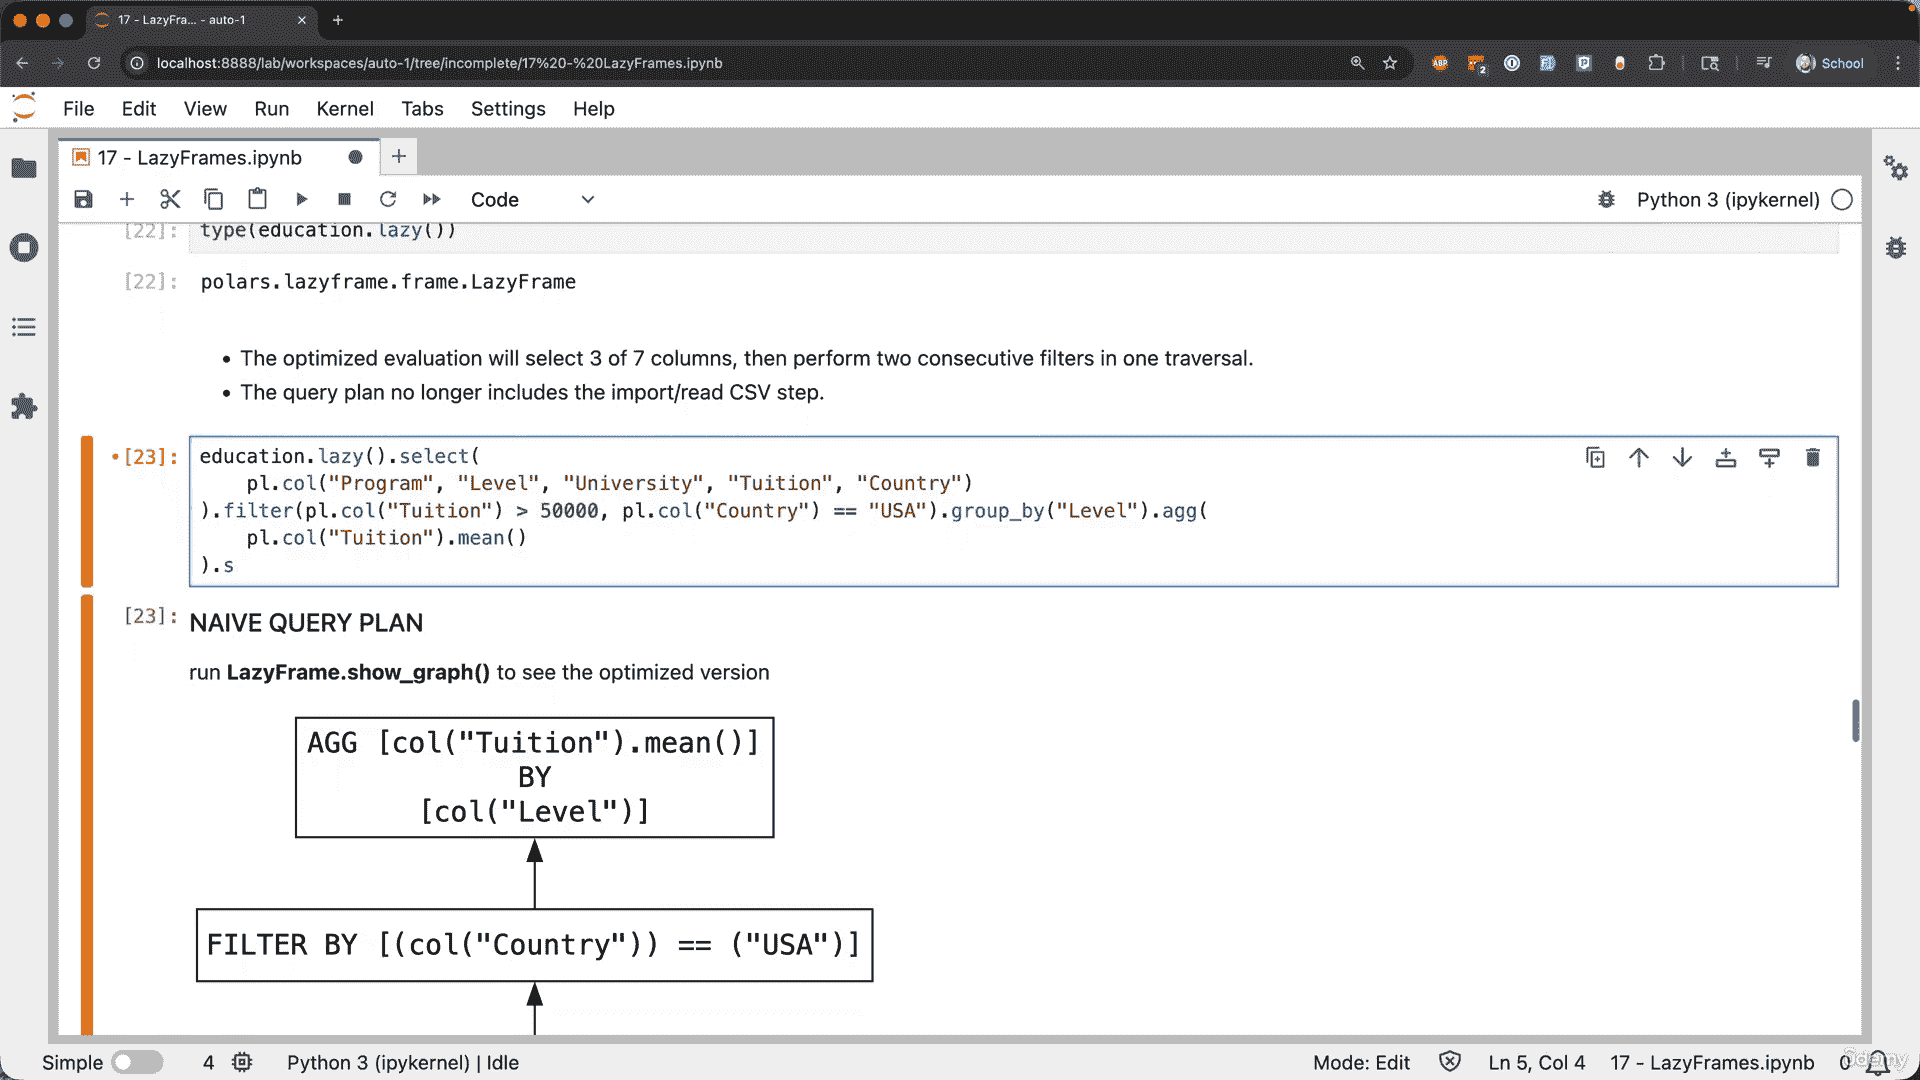 17 - LazyFra... - auto-1
localhost:8888/lab/workspaces/auto-1/tree/incomplete/17%20-%20LazyFrames.ipynb
ABP
2
School
File Edit View Run Kernel Tabs Settings Help
17 - LazyFrames.ipynb
Code
Python 3 (ipykernel)
[22]: type(education.lazy())
[22]: polars.lazyframe.frame.LazyFrame
• The optimized evaluation will select 3 of 7 columns, then perform two consecutive filters in one traversal.
• The query plan no longer includes the import/read CSV step.
•[23]: education.lazy().select(
pl.col("Program", "Level", "University", "Tuition", "Country")
).filter(pl.col("Tuition") > 50000, pl.col("Country") == "USA").group_by("Level").agg(
pl.col("Tuition").mean()
).s
[23]: NAIVE QUERY PLAN
run LazyFrame.show_graph() to see the optimized version
AGG [col("Tuition").mean()]
BY
[col("Level")]
FILTER BY [(col("Country")) == ("USA")]
Simple 4 Python 3 (ipykernel) | Idle Mode: Edit Ln 5, Col 4 17 - LazyFrames.ipynb 0
Udemy